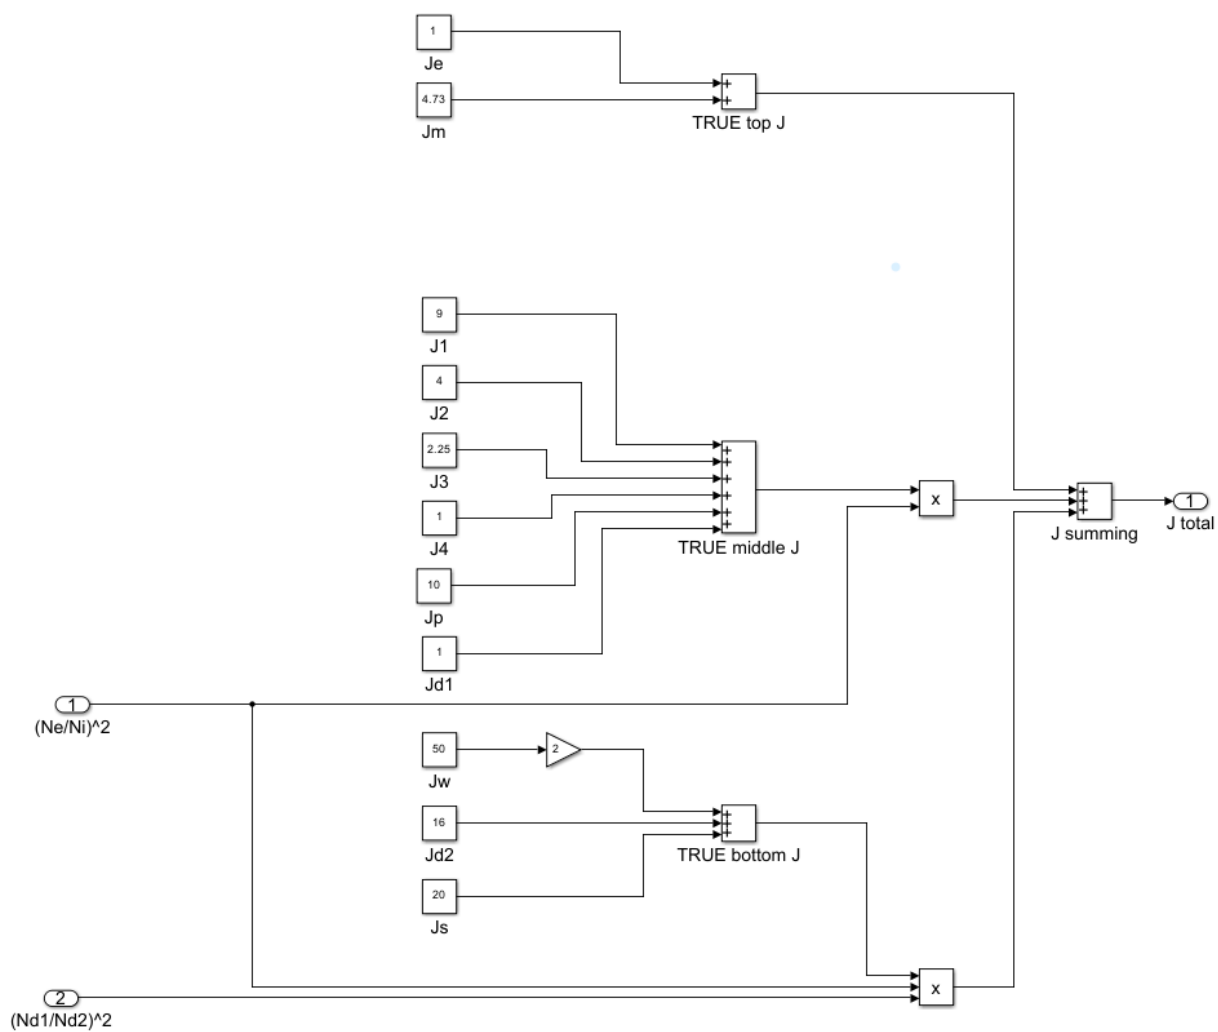 1
Je
4.73
Jm
+
+
TRUE top J
9
J1
4
J2
2.25
J3
1
J4
10
Jp
1
Jd1
+
+
+
+
+
+
TRUE middle J
x
+
+
+
J summing
1
J total
1
(Ne/Ni)^2
50
Jw
2
16
Jd2
20
Js
+
+
+
TRUE bottom J
x
2
(Nd1/Nd2)^2